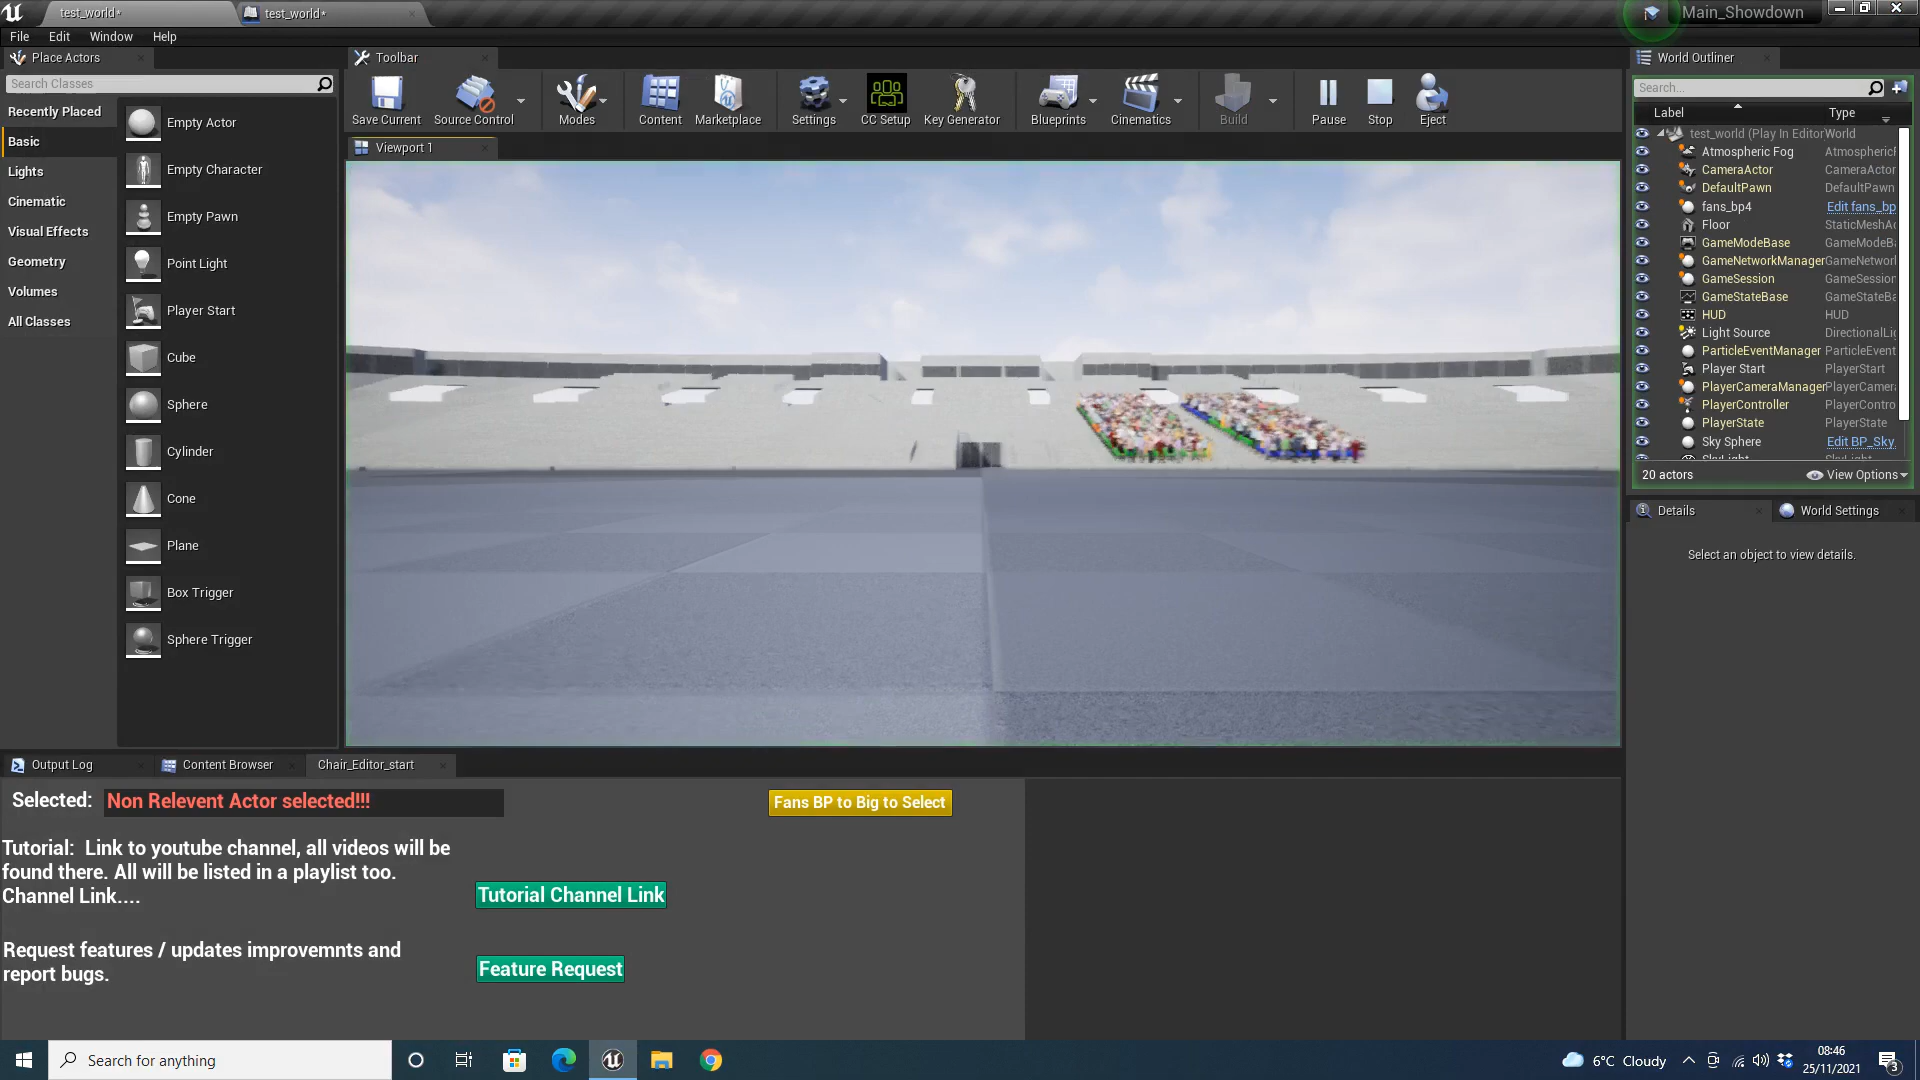 test_world*
test_world*
Main_Showdown
File Edit Window Help
Place Actors
Toolbar
World Outliner
Search Classes
Search...
Recently Placed
Basic
Lights
Cinematic
Visual Effects
Geometry
Volumes
All Classes
Empty Actor
Empty Character
Empty Pawn
Point Light
Player Start
Cube
Sphere
Cylinder
Cone
Plane
Box Trigger
Sphere Trigger
Save Current
Source Control
Modes
Content
Marketplace
Settings
CC Setup
Key Generator
Blueprints
Cinematics
Build
Pause
Stop
Eject
Viewport 1
Label Type
test_world (Play In Editor World
Atmospheric Fog Atmospheric
CameraActor CameraActor
DefaultPawn DefaultPawn
fans_bp4 Edit fans_bp
Floor StaticMeshAc
GameModeBase GameModeBa
GameNetworkManager GameNetworl
GameSession GameSession
GameStateBase GameStateBa
HUD HUD
Light Source DirectionalLig
ParticleEventManager ParticleEvent
Player Start PlayerStart
PlayerCameraManager PlayerCamera
PlayerController PlayerContro
PlayerState PlayerState
Sky Sphere Edit BP_Sky
20 actors View Options
Details World Settings
Select an object to view details.
Output Log Content Browser Chair_Editor_start
Selected: Non Relevent Actor selected!!!
Fans BP to Big to Select
Tutorial: Link to youtube channel, all videos will be
found there. All will be listed in a playlist too.
Channel Link....
Tutorial Channel Link
Request features / updates improvemnts and
report bugs.
Feature Request
Search for anything
6°C Cloudy
08:46
25/11/2021
3